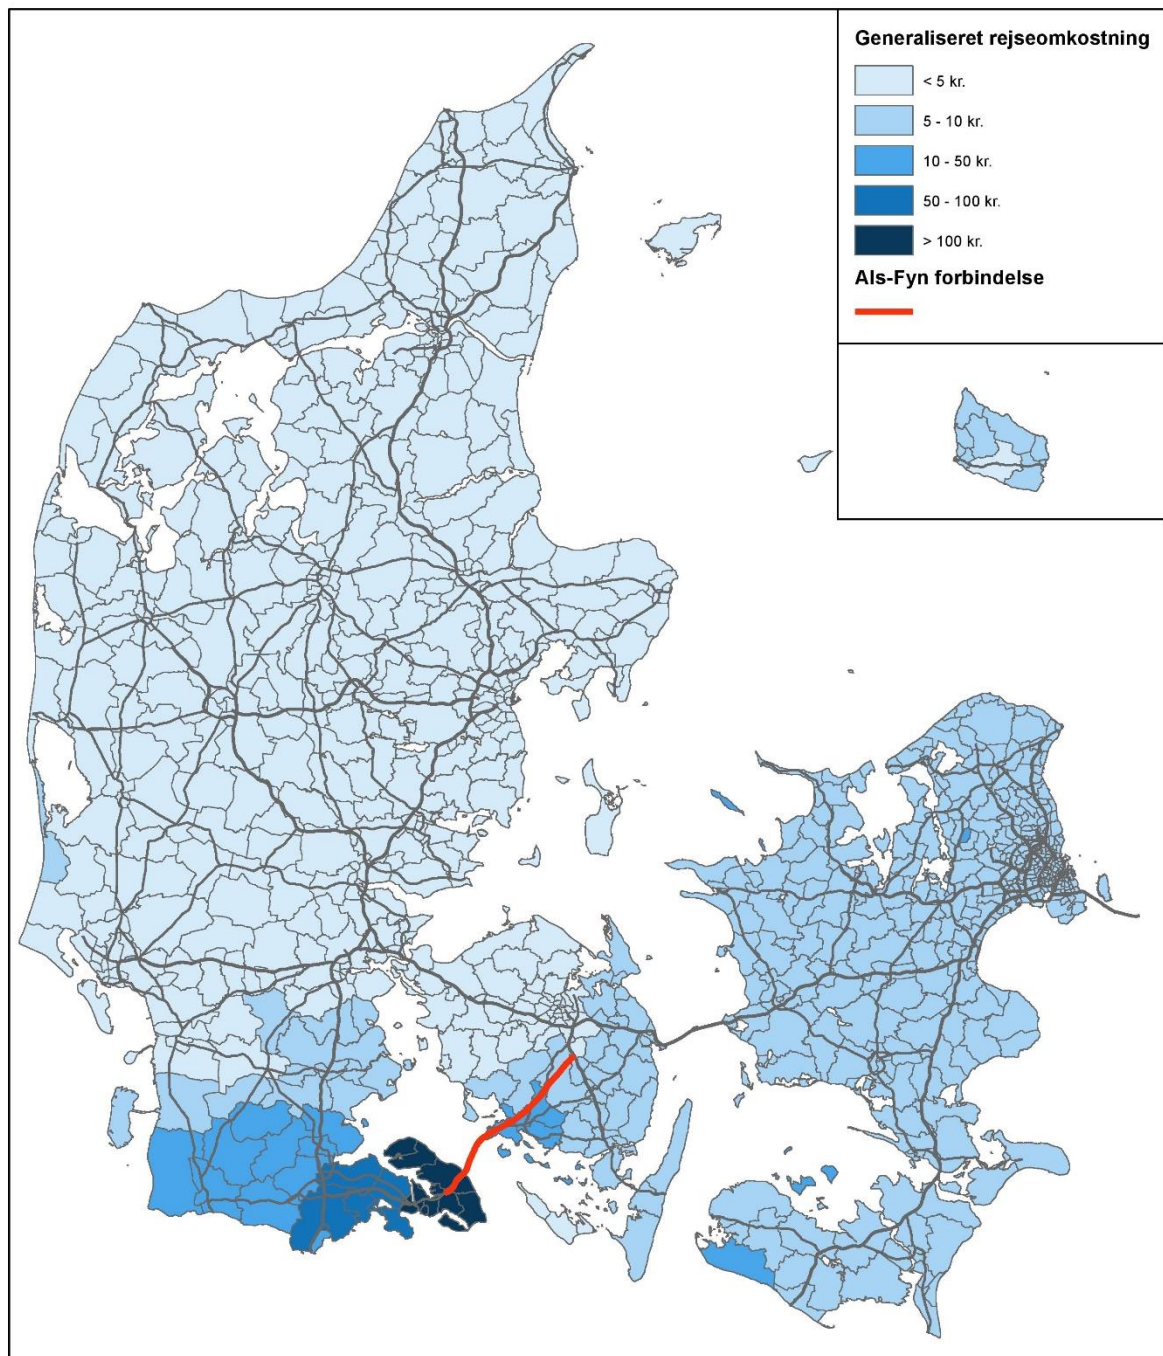 Generaliseret rejseomkostning
< 5 kr.
5 - 10 kr.
10 - 50 kr.
50 - 100 kr.
> 100 kr.
Als-Fyn forbindelse